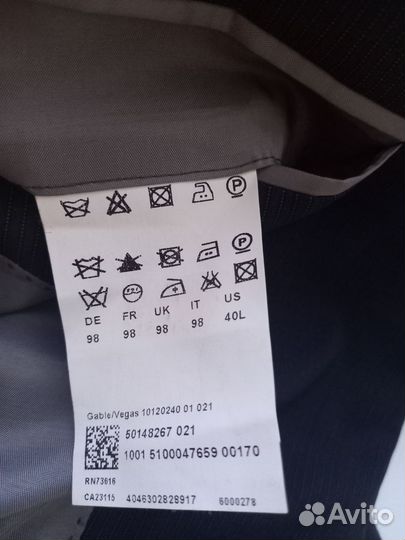 P
P
DE FR UK IT US
98 98 98 98 40L
Gable/Vegas 10120240 01 021
50148267 021
1001 5100047659 00170
RN73616
CA23115 4046302828917 6000278
Avito